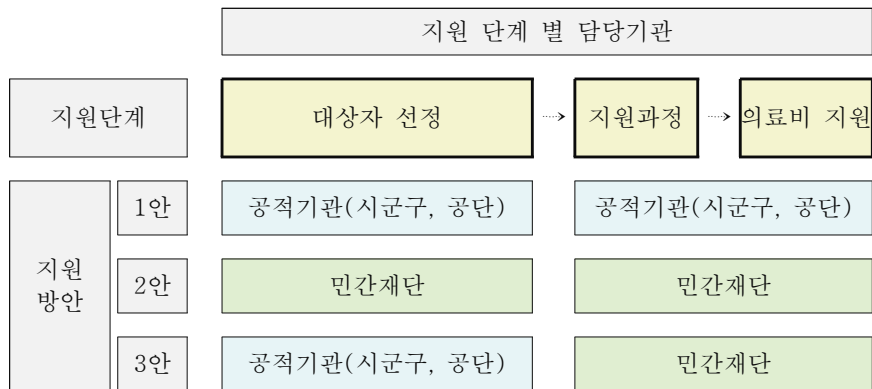 지원 단계 별 담당기관
지원단계
대상자 선정
지원과정
의료비 지원
지원
방안
1안
공적기관(시군구, 공단)
공적기관(시군구, 공단)
2안
민간재단
민간재단
3안
공적기관(시군구, 공단)
민간재단